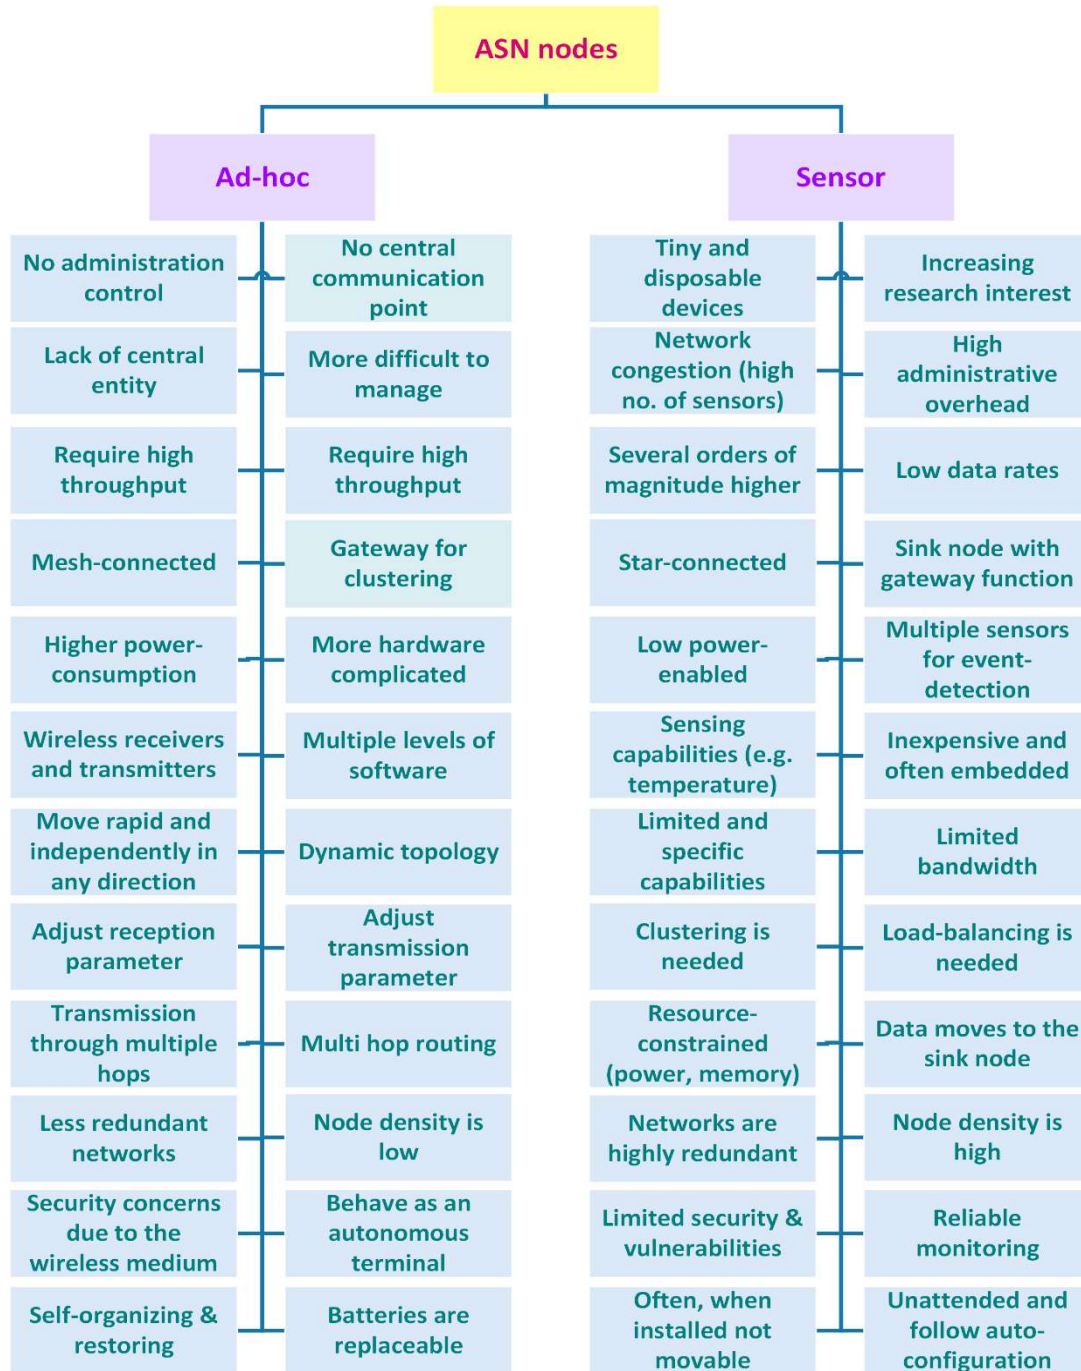 ASN nodes
Ad-hoc
Sensor
No administration
control
No central
communication
point
Tiny and
disposable
devices
Increasing
research interest
Lack of central
entity
More difficult to
manage
Network
congestion (high
no. of sensors)
High
administrative
overhead
Require high
throughput
Require high
throughput
Several orders of
magnitude higher
Low data rates
Mesh-connected
Gateway for
clustering
Star-connected
Sink node with
gateway function
Higher power-
consumption
More hardware
complicated
Low power-
enabled
Multiple sensors
for event-
detection
Wireless receivers
and transmitters
Multiple levels of
software
Sensing
capabilities (e.g.
temperature)
Inexpensive and
often embedded
Move rapid and
independently in
any direction
Dynamic topology
Limited and
specific
capabilities
Limited
bandwidth
Adjust reception
parameter
Adjust
transmission
parameter
Clustering is
needed
Load-balancing is
needed
Transmission
through multiple
hops
Multi hop routing
Resource-
constrained
(power, memory)
Data moves to the
sink node
Less redundant
networks
Node density is
low
Networks are
highly redundant
Node density is
high
Security concerns
due to the
wireless medium
Behave as an
autonomous
terminal
Limited security &
vulnerabilities
Reliable
monitoring
Self-organizing &
restoring
Batteries are
replaceable
Often, when
installed not
movable
Unattended and
follow auto-
configuration